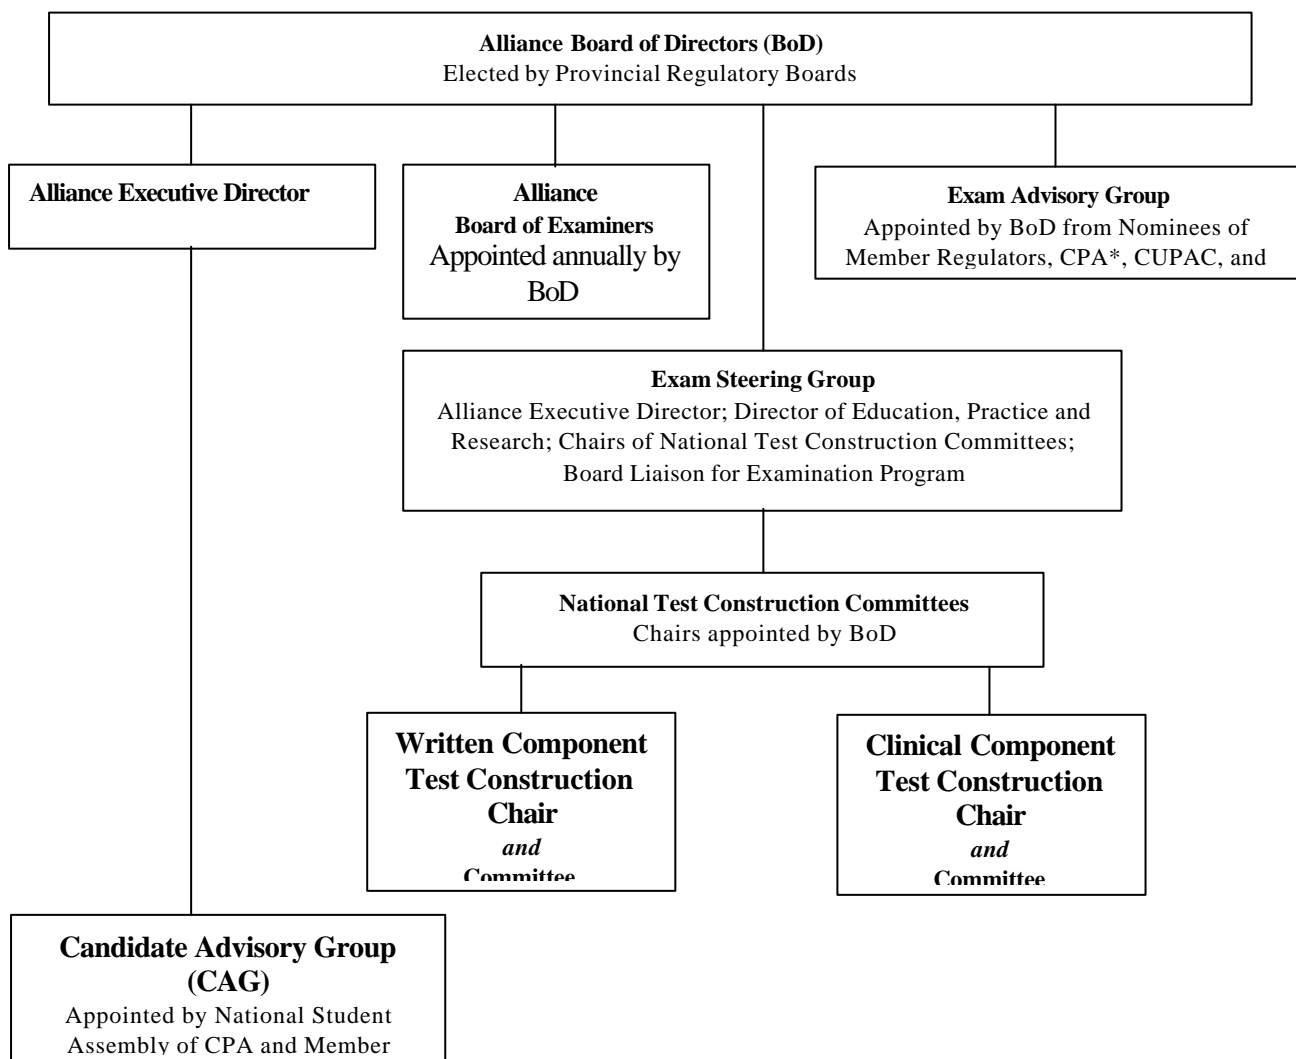 Alliance Board of Directors (BoD)
Elected by Provincial Regulatory Boards
Alliance Executive Director
Alliance
Board of Examiners
Appointed annually by
BoD
Exam Advisory Group
Appointed by BoD from Nominees of
Member Regulators, CPA*, CUPAC, and
Exam Steering Group
Alliance Executive Director; Director of Education, Practice and
Research; Chairs of National Test Construction Committees;
Board Liaison for Examination Program
National Test Construction Committees
Chairs appointed by BoD
Written Component
Test Construction
Chair
and
Committee
Clinical Component
Test Construction
Chair
and
Committee
Candidate Advisory Group
(CAG)
Appointed by National Student
Assembly of CPA and Member